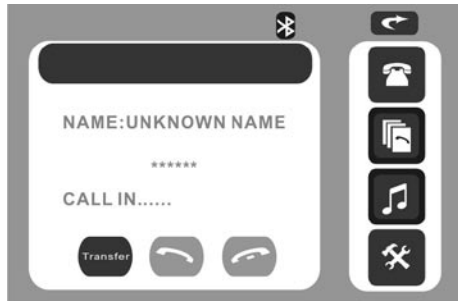 NAME:UNKNOWN NAME
******
CALL IN......
Transfer